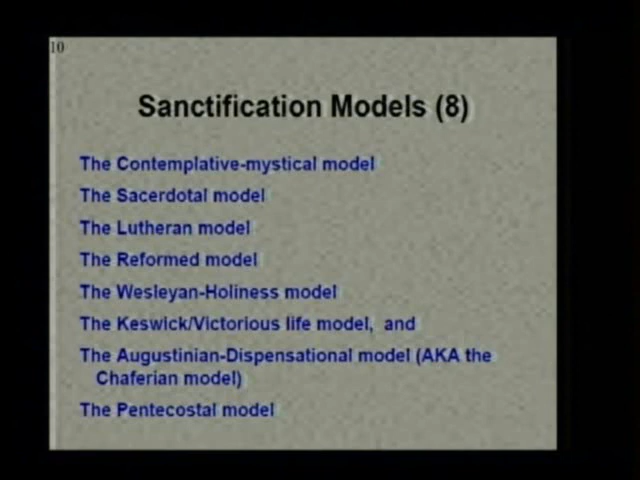 10
Sanctification Models (8)
The Contemplative-mystical model
The Sacerdotal model
The Lutheran model
The Reformed model
The Wesleyan-Holiness model
The Keswick/Victorious life model, and
The Augustinian-Dispensational model (AKA the
Chaferian model)
The Pentecostal model